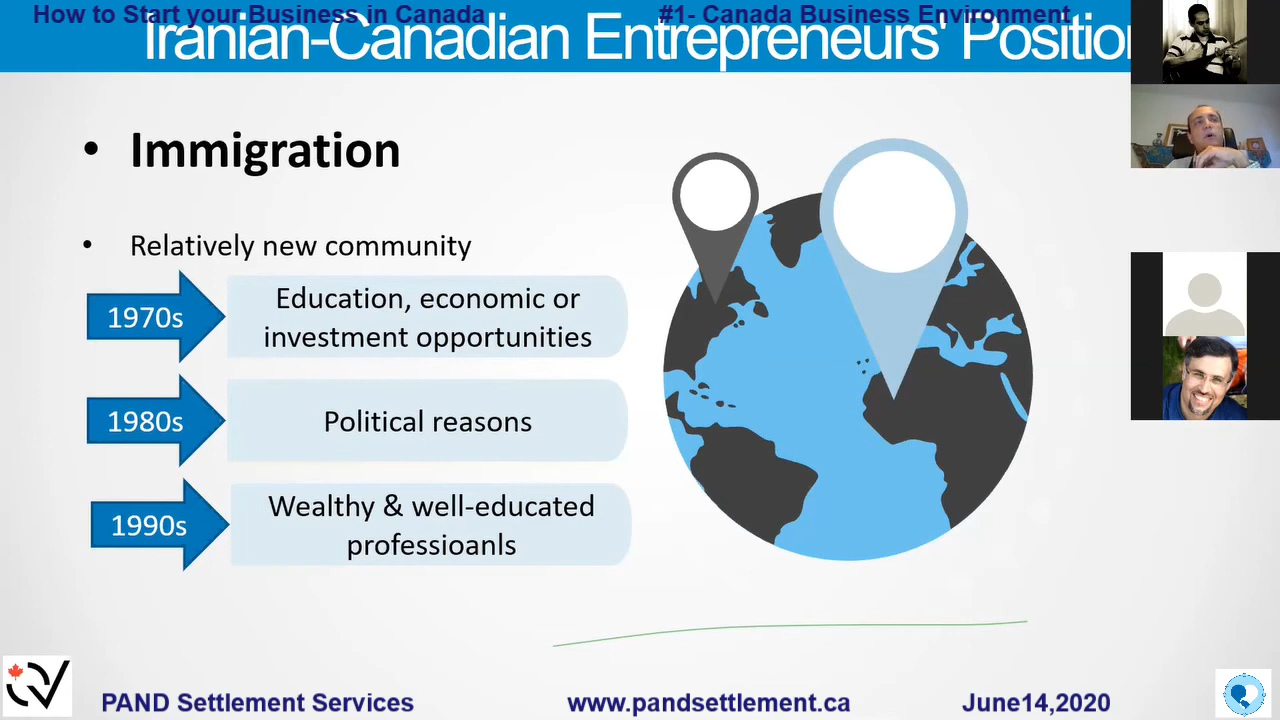 How to Start your Business in Canada
#1- Canada Business Environment
Iranian-Canadian Entrepreneurs' Position
• Immigration
• Relatively new community
1970s
Education, economic or
investment opportunities
1980s
Political reasons
1990s
Wealthy & well-educated
professioanls
PAND Settlement Services
www.pandsettlement.ca
June14,2020